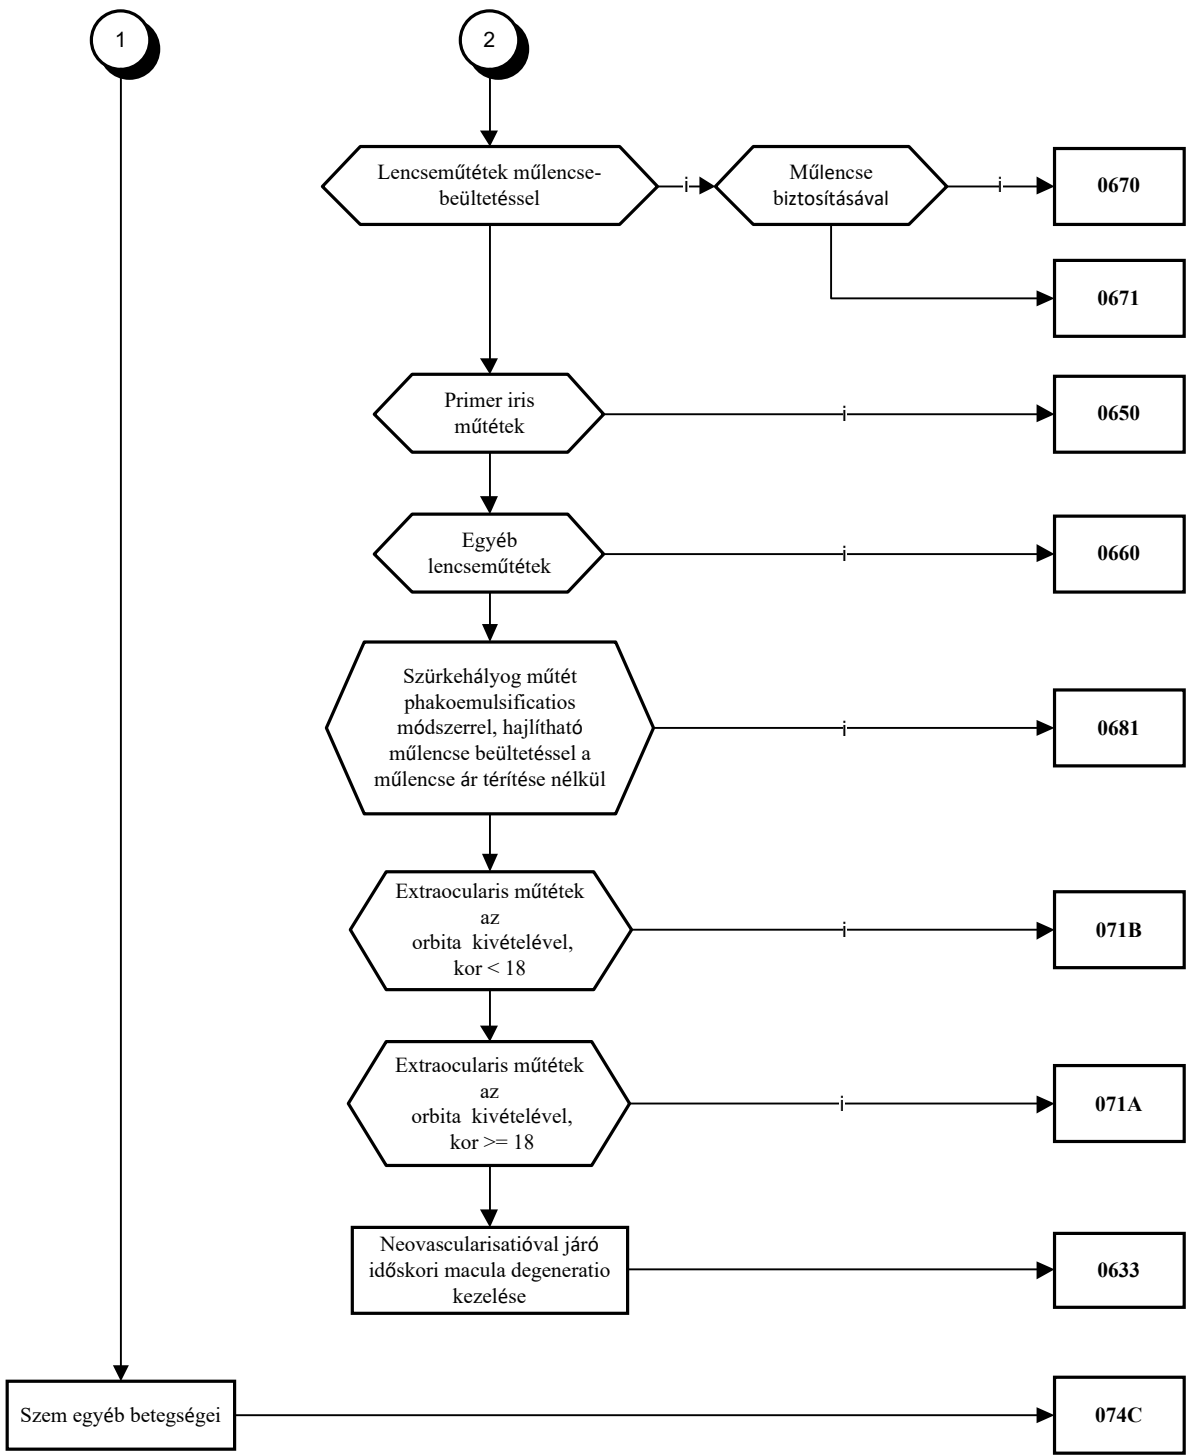 1
2
Lencseműtétek műlencse-
beültetéssel
i
Műlencse
biztosításával
i
0670
0671
Primer iris
műtétek
i
0650
Egyéb
lencseműtétek
i
0660
Szürkehályog műtét
phakoemulsificatios
módszerrel, hajlítható
műlencse beültetéssel a
műlencse ár térítése nélkül
i
0681
Extraocularis műtétek
az
orbita kivételével,
kor < 18
i
071B
Extraocularis műtétek
az
orbita kivételével,
kor >= 18
i
071A
Neovascularisatióval járó
időskori macula degeneratio
kezelése
0633
Szem egyéb betegségei
074C